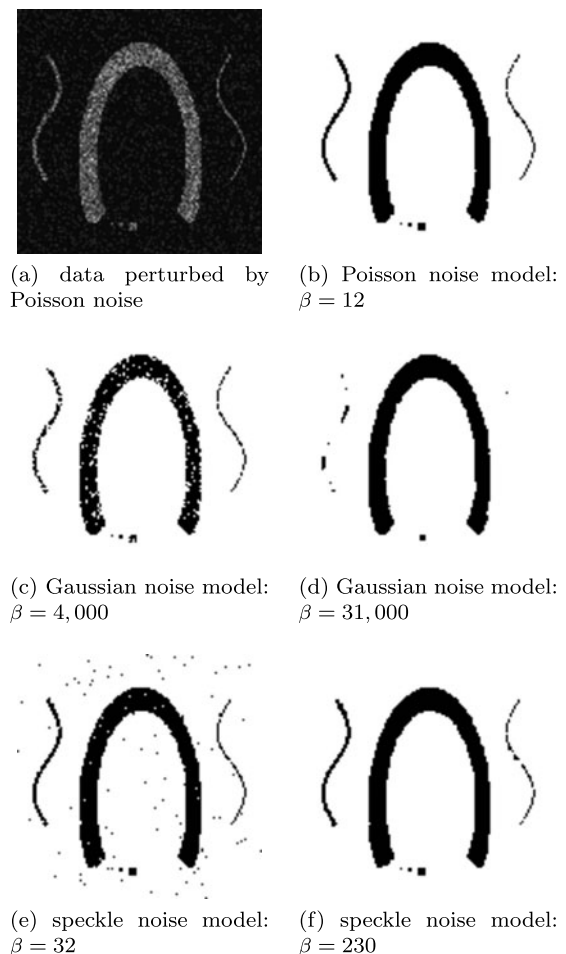 (a) data perturbed by
Poisson noise
(b) Poisson noise model:
β = 12
(c) Gaussian noise model:
β = 4,000
(d) Gaussian noise model:
β = 31,000
(e) speckle noise model:
β = 32
(f) speckle noise model:
β = 230